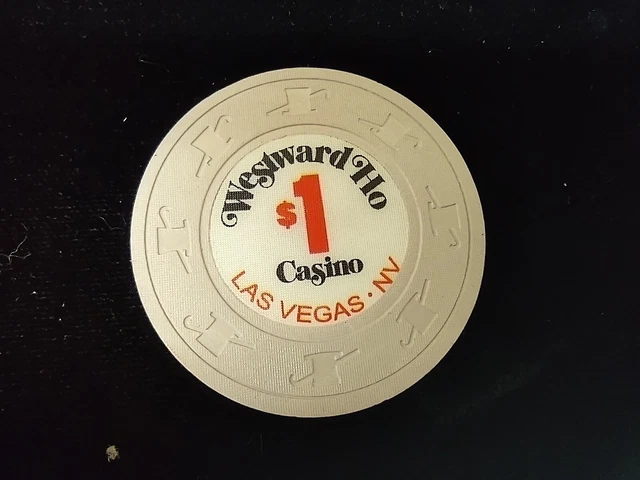 Westward Ho
$1
Casino
LAS VEGAS · NV